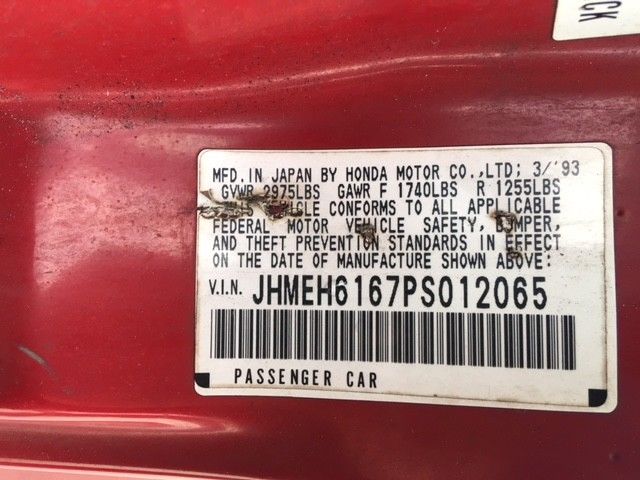 CK
MFD. IN JAPAN BY HONDA MOTOR CO.,LTD; 3/'93
GVWR 2975LBS GAWR F 1740LBS R 1255LBS
CONFORMS TO ALL APPLICABLE
FEDERAL MOTOR VEHICLE SAFETY, BUMPER,
AND THEFT PREVENTION STANDARDS IN EFFECT
ON THE DATE OF MANUFACTURE SHOWN ABOVE:
V.I.N. JHMEH6167PS012065
PASSENGER CAR